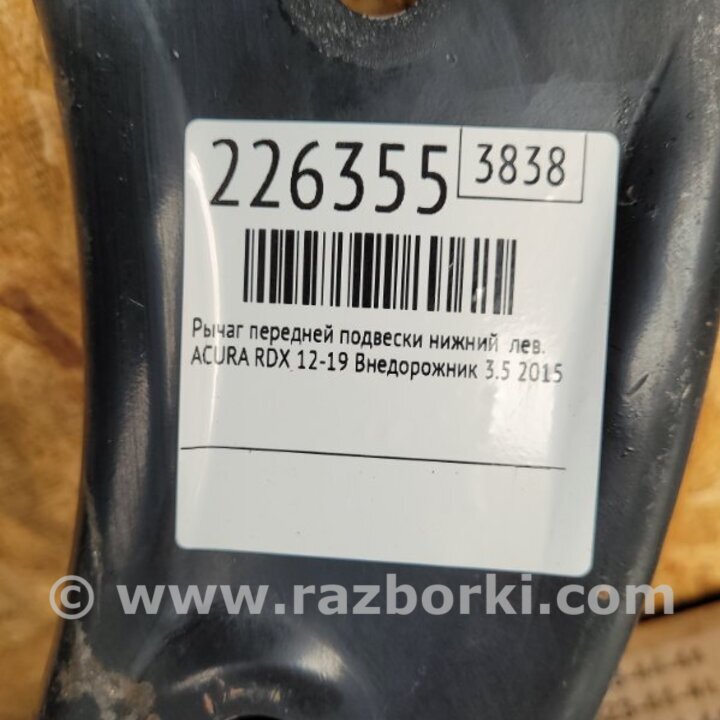 226355 3838
Рычаг передней подвески нижний лев.
ACURA RDX 12-19 Внедорожник 3.5 2015
© www.razborki.com